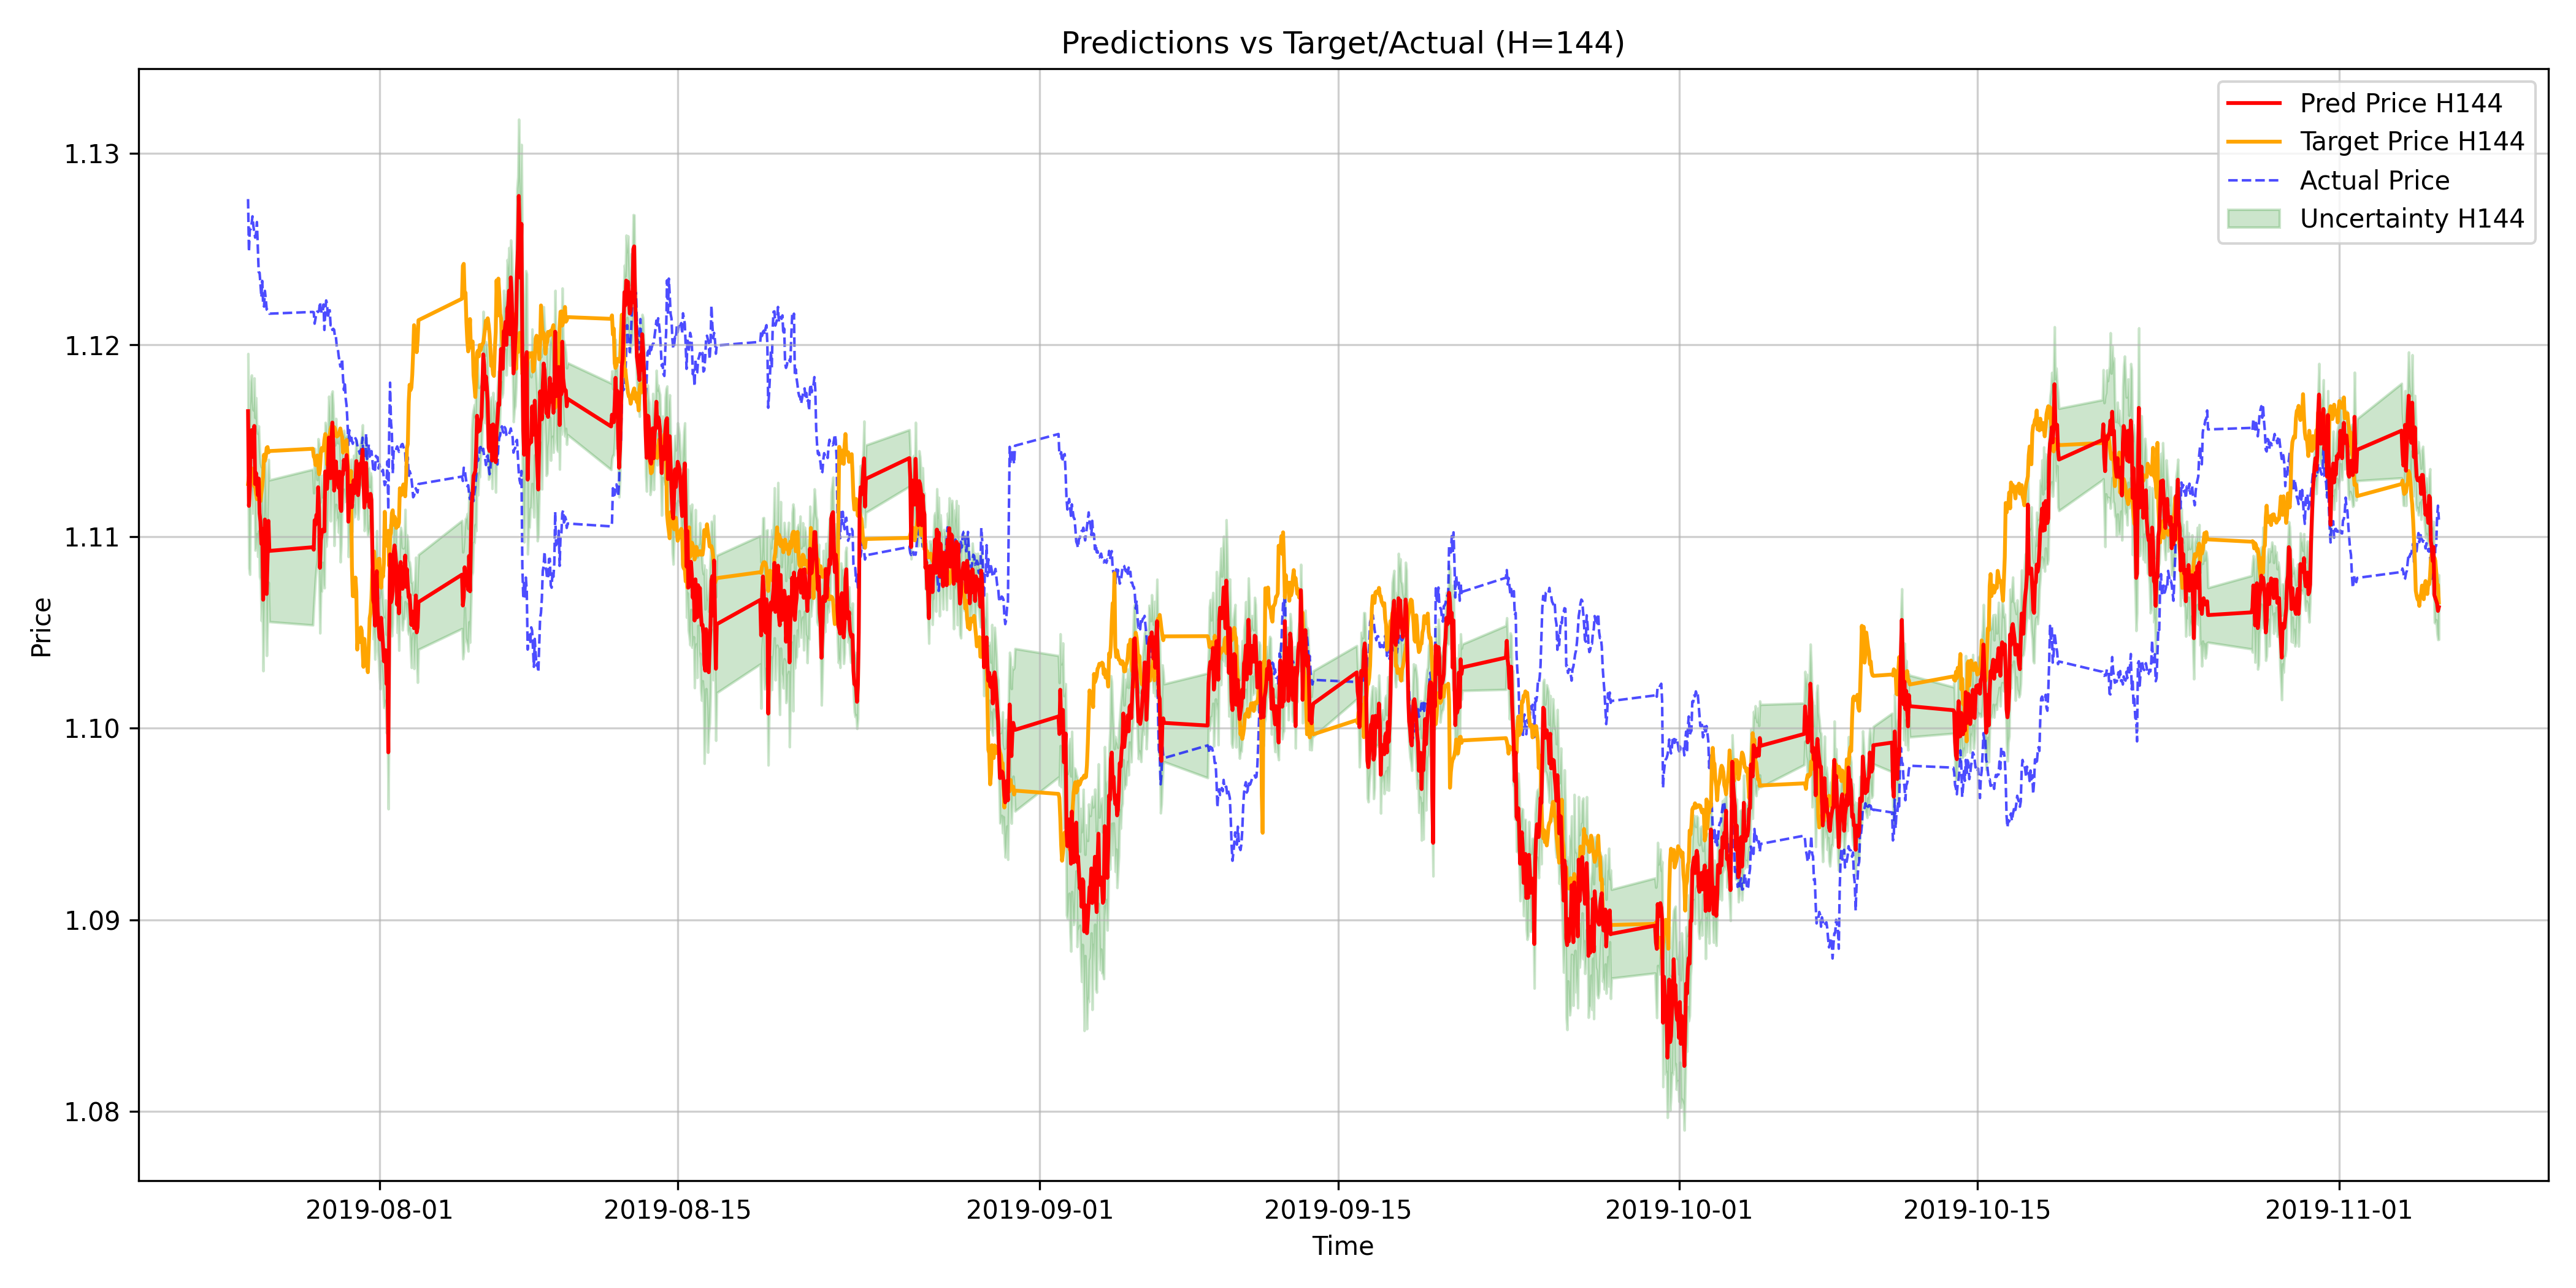 Predictions vs Target/Actual (H=144)
Pred Price H144
Target Price H144
Actual Price
Uncertainty H144
Price
1.13
1.12
1.11
1.10
1.09
1.08
2019-08-01
2019-08-15
2019-09-01
2019-09-15
2019-10-01
2019-10-15
2019-11-01
Time